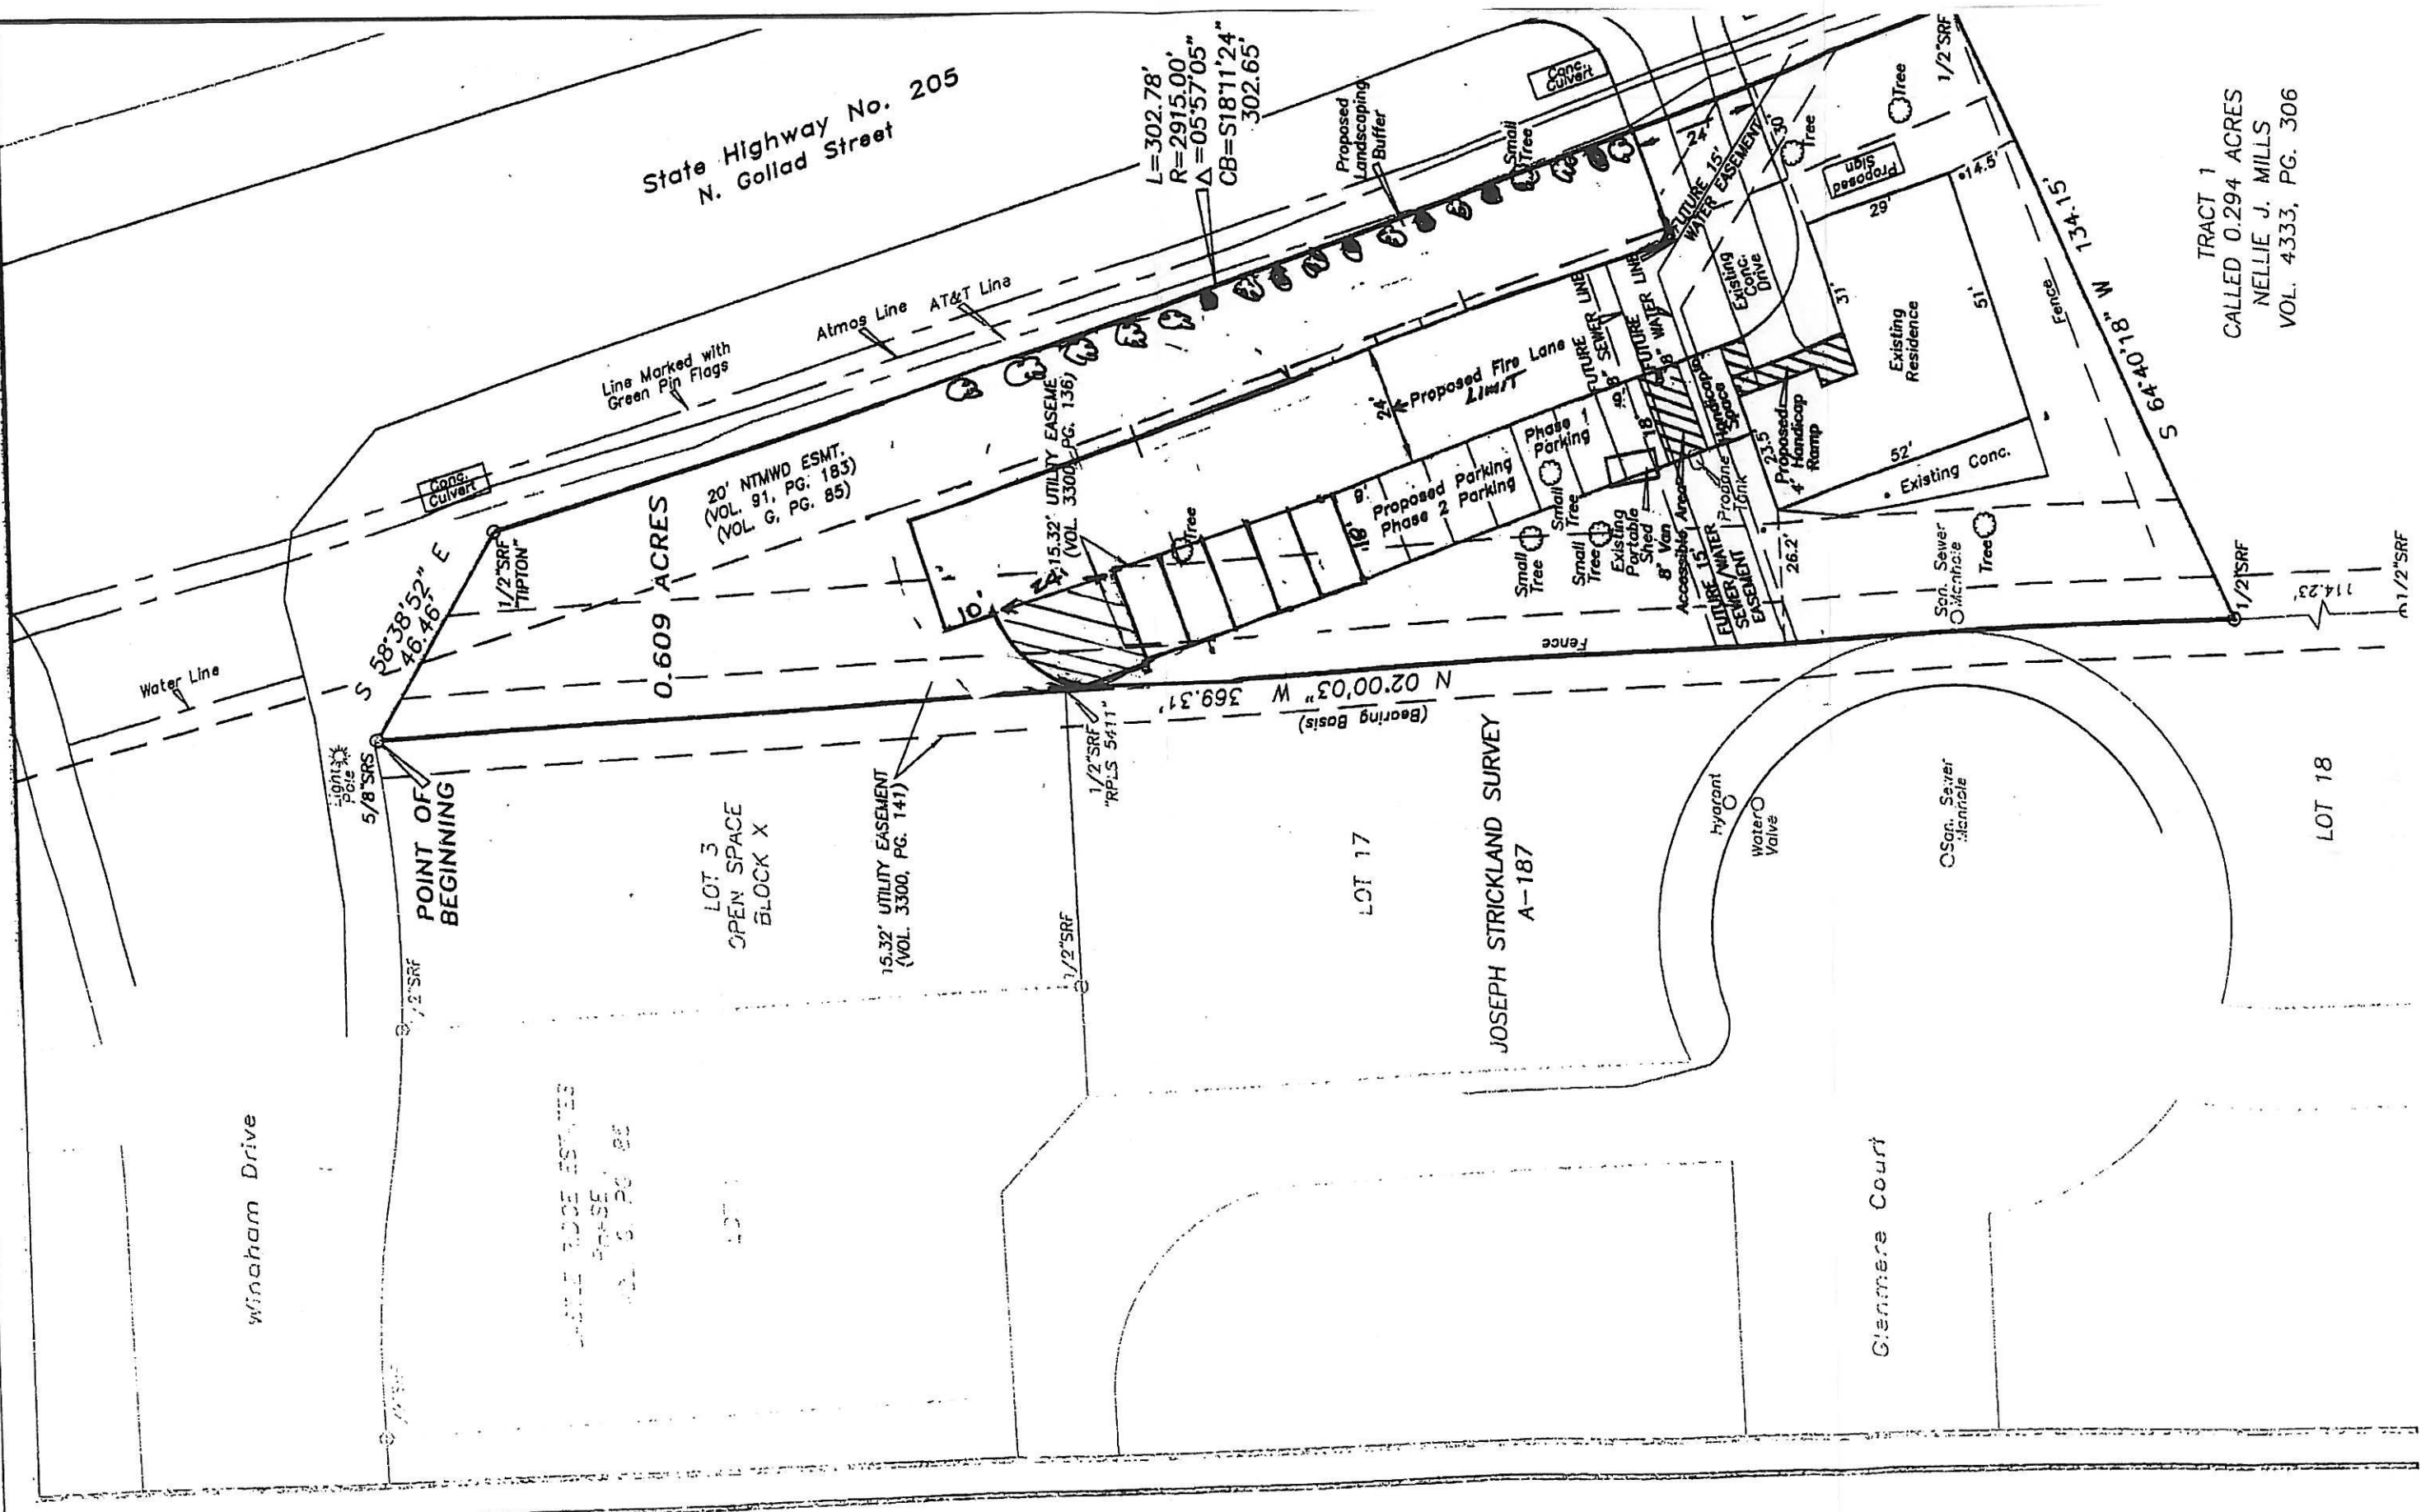 State Highway No. 205
N. Goliad Street
L=302.78'
R=2915.00'
Δ=05°57'05"
CB=S18°11'24"
302.65'
Conc.
Culvert
Proposed
Landscaping
Buffer
Small
Tree
1/2"SRF
Tree
Tree
24'
30'
FUTURE 15'
WATER EASEMENT
Proposed
Sign
14.5'
29'
Atmos Line
AT&T Line
Line Marked with
Green Pin Flags
Conc.
Culvert
20' NTMWD ESMT.
(VOL. 91, PG. 183)
(VOL. G, PG. 85)
0.609 ACRES
15.32' UTILITY EASEME
(VOL. 3300, PG. 136)
24'
Proposed Fire Lane
LIMIT
FUTURE
8" SEWER LINE
FUTURE
8" WATER LINE
Existing
Conc.
Drive
31'
51'
Existing
Residence
Fence
S 64°40'18" W 134.15'
TRACT 1
CALLED 0.294 ACRES
NELLIE J. MILLS
VOL. 4333, PG. 306
Water Line
S 58°38'52" E
46.46'
1/2"SRF
"TIPTON"
10'
24'
Tree
18'
9'
Proposed Parking
Phase 2 Parking
Phase 1
Parking
9'
18'
Small
Tree
Small
Tree
Small
Tree
Existing
Portable
Shed
8' Van
Accessible Area
Handicap
Space
Propane
Tank
23.5'
Proposed
4' Handicap
Ramp
52'
Existing Conc.
FUTURE 15'
SEWER/WATER
EASEMENT
26.2'
San. Sewer
Manhole
Tree
1/2"SRF
114.23'
1/2"SRF
Fence
N 02°00'03" W 369.31'
(Bearing Basis)
Light
Pole
5/8"SRS
POINT OF
BEGINNING
1/2"SRF
"RPLS 5411"
15.32' UTILITY EASEMENT
(VOL. 3300, PG. 141)
LOT 3
OPEN SPACE
BLOCK X
1/2"SRF
1/2"SRF
LOT 17
JOSEPH STRICKLAND SURVEY
A-187
Hydrant
Water
Valve
San. Sewer
Manhole
LOT 18
Windham Drive
Glenmere Court